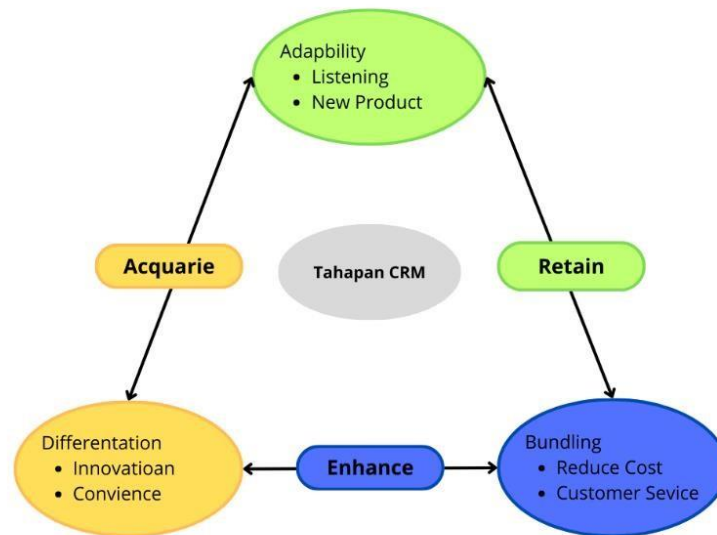 Adapbility
• Listening
• New Product
Acquarie
Tahapan CRM
Retain
Differentation
• Innovatioan
• Convience
Enhance
Bundling
• Reduce Cost
• Customer Sevice